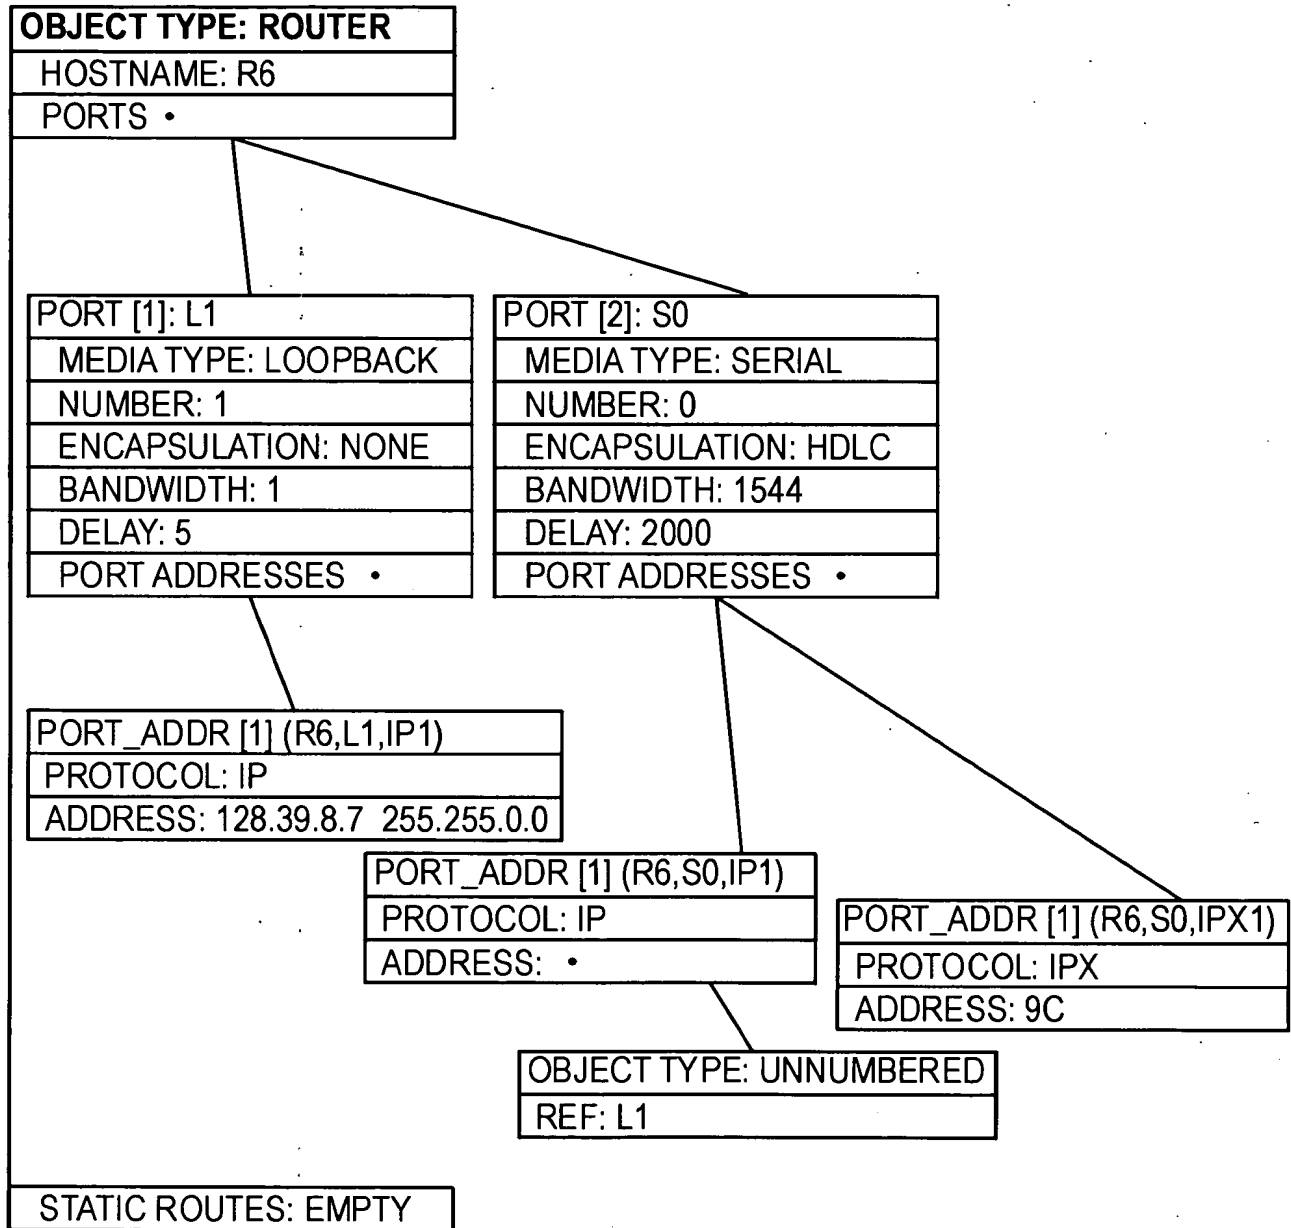 OBJECT TYPE: ROUTER
HOSTNAME: R6
PORTS •
PORT [1]: L1
MEDIA TYPE: LOOPBACK
NUMBER: 1
ENCAPSULATION: NONE
BANDWIDTH: 1
DELAY: 5
PORT ADDRESSES •
PORT [2]: S0
MEDIA TYPE: SERIAL
NUMBER: 0
ENCAPSULATION: HDLC
BANDWIDTH: 1544
DELAY: 2000
PORT ADDRESSES •
PORT_ADDR [1] (R6,L1,IP1)
PROTOCOL: IP
ADDRESS: 128.39.8.7 255.255.0.0
PORT_ADDR [1] (R6,S0,IP1)
PROTOCOL: IP
ADDRESS: •
PORT_ADDR [1] (R6,S0,IPX1)
PROTOCOL: IPX
ADDRESS: 9C
OBJECT TYPE: UNNUMBERED
REF: L1
STATIC ROUTES: EMPTY